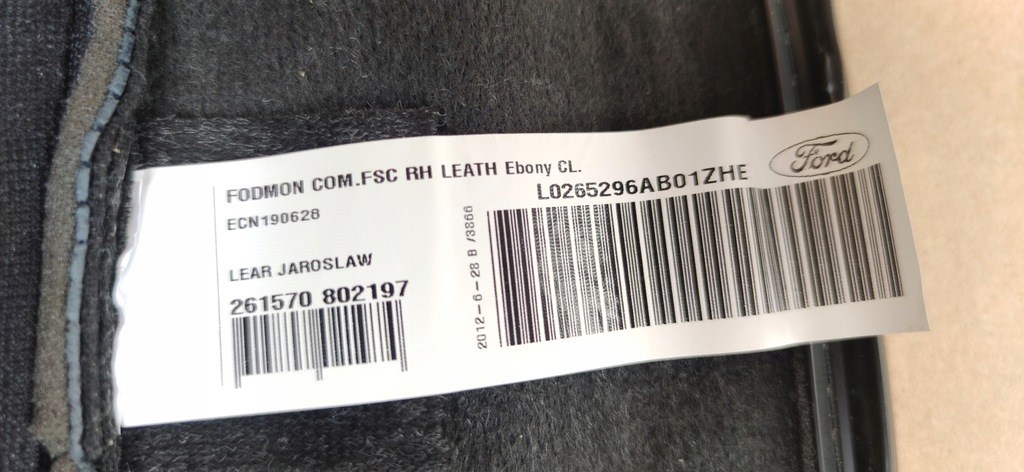 FODMON COM.FSC RH LEATH Ebony CL.
ECN190628
LEAR JAROSLAW
261570 802197
2012-6-28 B /3866
L0265296AB01ZHE
Ford